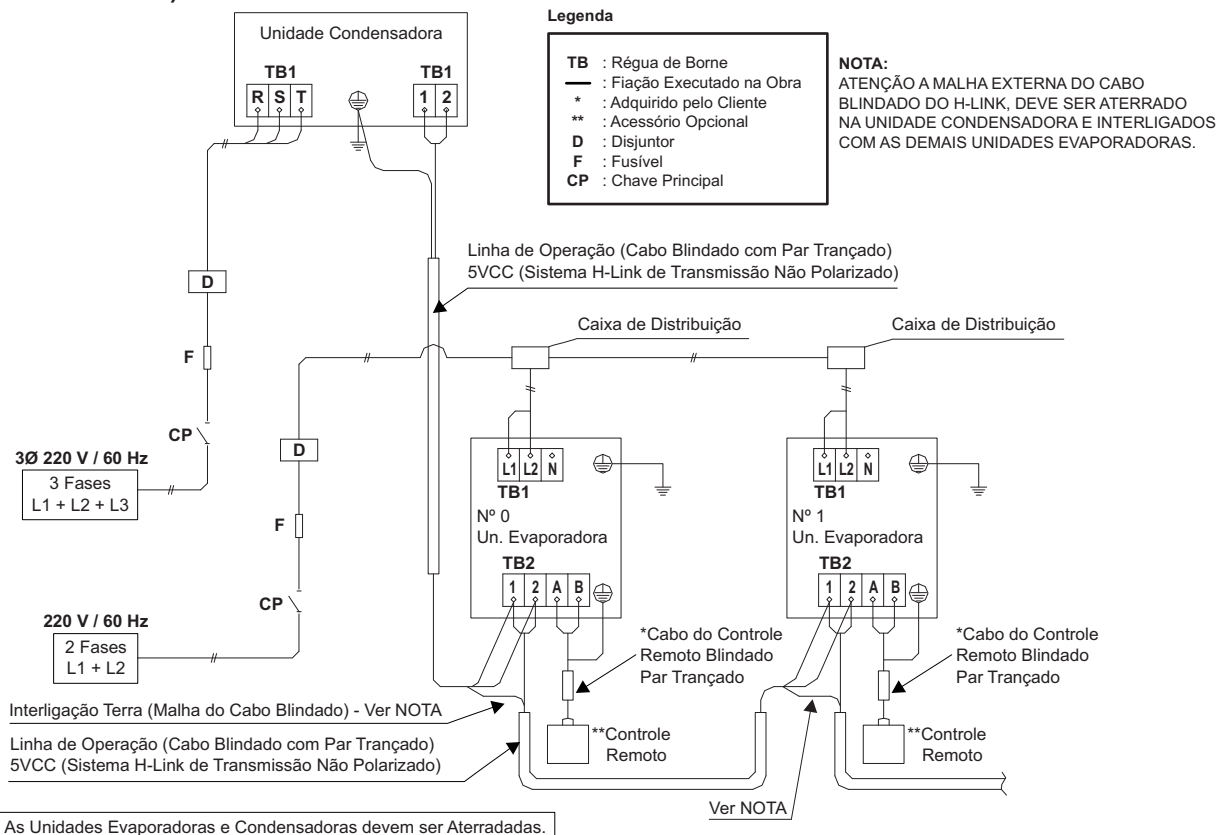 Unidade Condensadora
TB1
R S T
TB1
1 2
Legenda
TB : Régua de Borne
: Fiação Executado na Obra
* : Adquirido pelo Cliente
** : Acessório Opcional
D : Disjuntor
F : Fusível
CP : Chave Principal
NOTA:
ATENÇÃO A MALHA EXTERNA DO CABO
BLINDADO DO H-LINK, DEVE SER ATERRADO
NA UNIDADE CONDENSADORA E INTERLIGADOS
COM AS DEMAIS UNIDADES EVAPORADORAS.
Linha de Operação (Cabo Blindado com Par Trançado)
5VCC (Sistema H-Link de Transmissão Não Polarizado)
D
F
CP
3Ø 220 V / 60 Hz
3 Fases
L1 + L2 + L3
Caixa de Distribuição
Caixa de Distribuição
D
F
CP
220 V / 60 Hz
2 Fases
L1 + L2
L1 L2 N
TB1
Nº 0
Un. Evaporadora
TB2
1 2 A B
L1 L2 N
TB1
Nº 1
Un. Evaporadora
TB2
1 2 A B
*Cabo do Controle
Remoto Blindado
Par Trançado
*Cabo do Controle
Remoto Blindado
Par Trançado
**Controle
Remoto
**Controle
Remoto
Interligação Terra (Malha do Cabo Blindado) - Ver NOTA
Linha de Operação (Cabo Blindado com Par Trançado)
5VCC (Sistema H-Link de Transmissão Não Polarizado)
Ver NOTA
As Unidades Evaporadoras e Condensadoras devem ser Aterradadas.